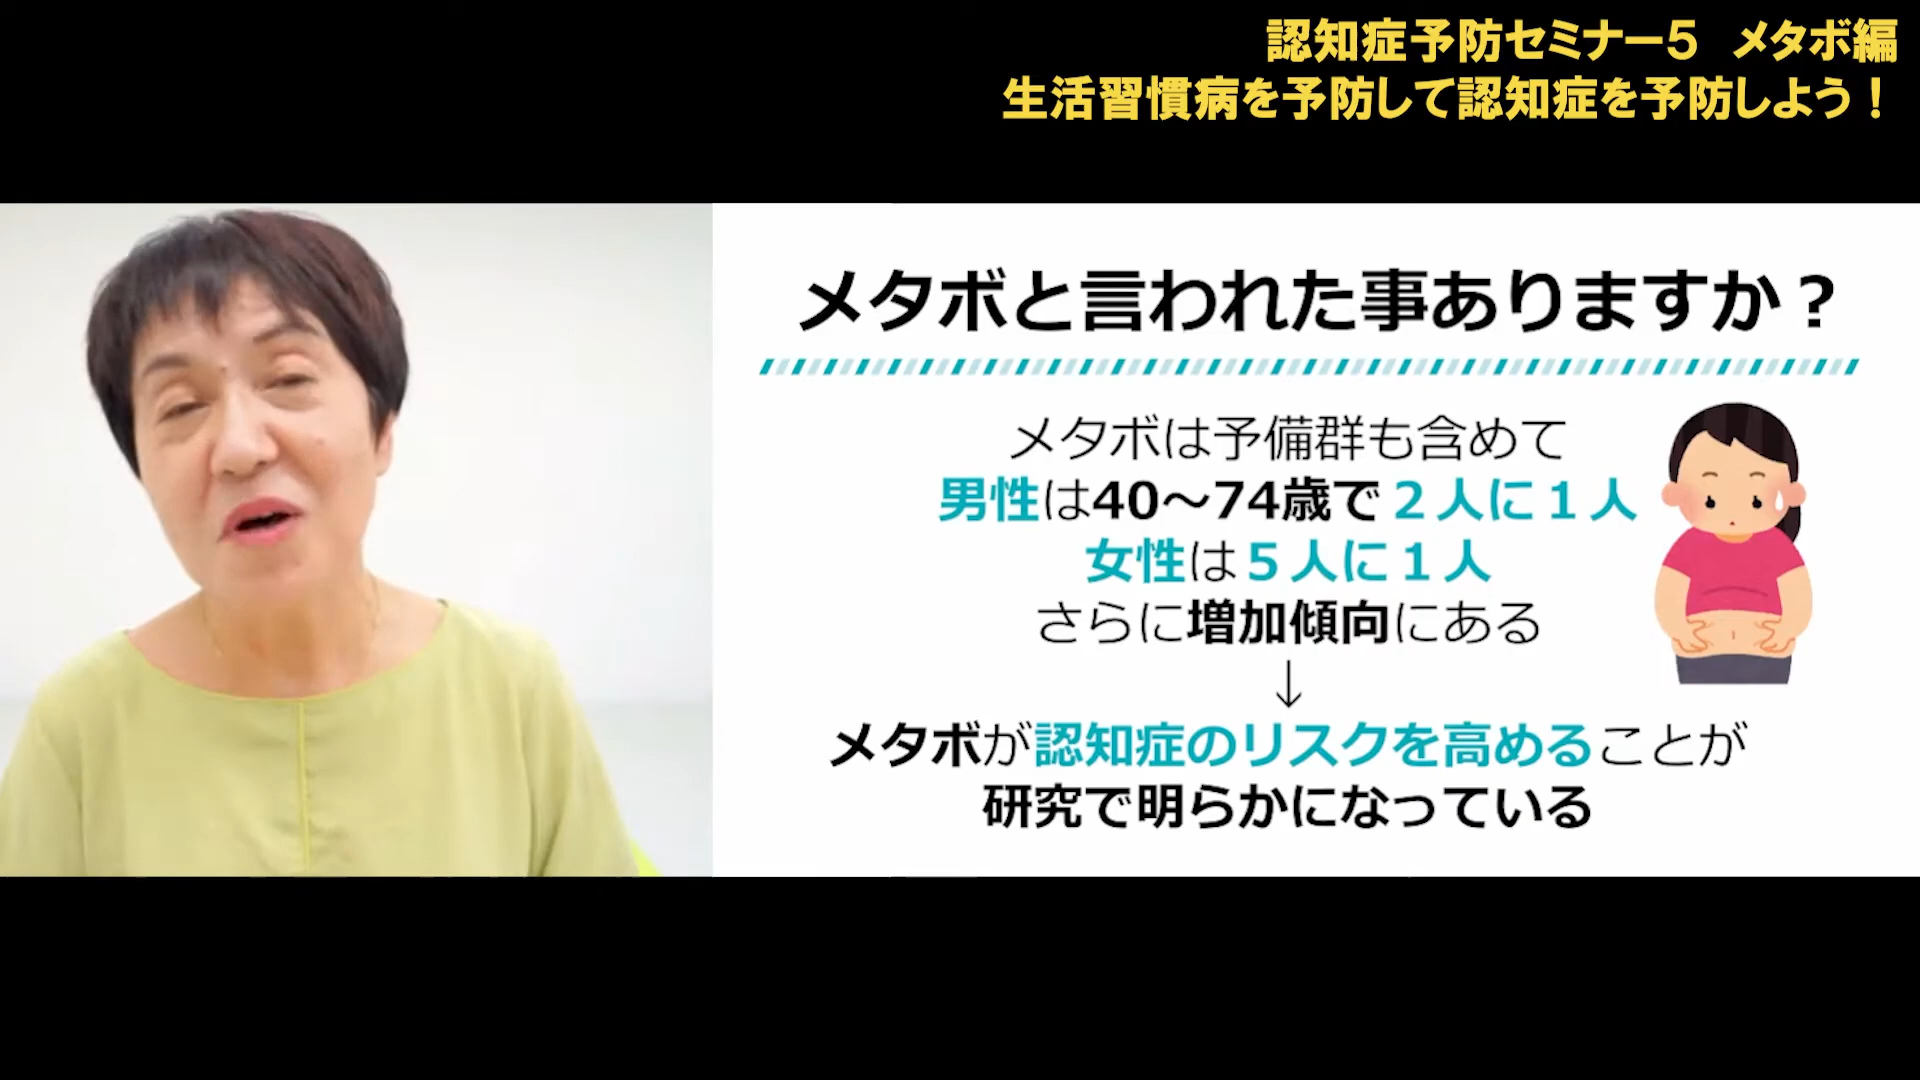 認知症予防セミナー5　メタボ編
生活習慣病を予防して認知症を予防しよう！
メタボと言われた事ありますか？
メタボは予備群も含めて
男性は40～74歳で２人に１人
女性は５人に１人
さらに増加傾向にある
↓
メタボが認知症のリスクを高めることが
研究で明らかになっている